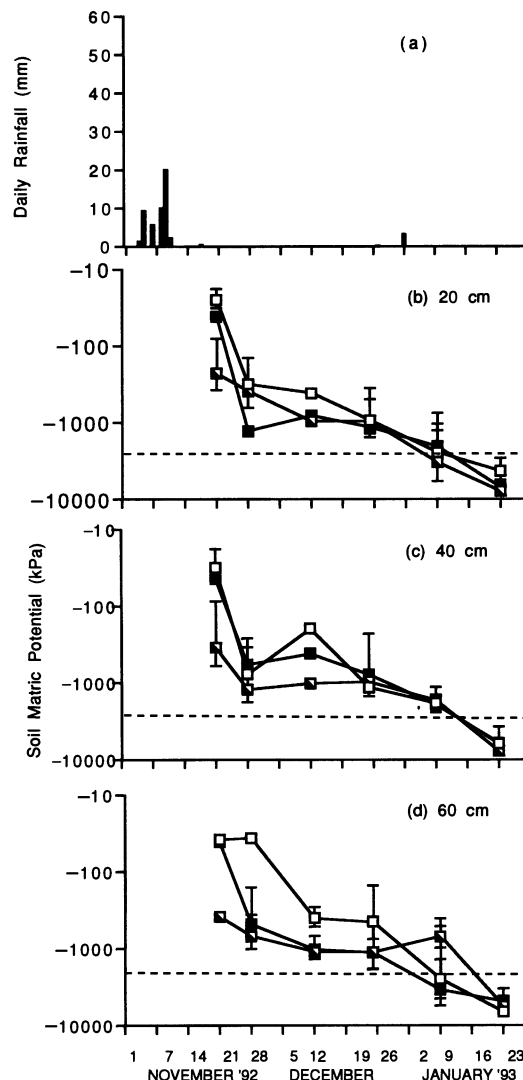 60
50
40
30
20
10
0
Daily Rainfall (mm)
(a)
−10
−100
−1000
−10000
(b) 20 cm
−10
−100
−1000
−10000
(c) 40 cm
Soil Matric Potential (kPa)
−10
−100
−1000
−10000
(d) 60 cm
1 7 14 21 28 5 12 19 26 2 9 16 23
NOVEMBER '92 DECEMBER JANUARY '93